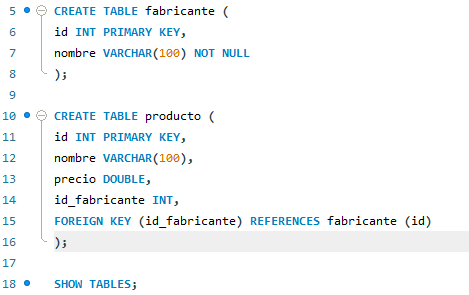 5 CREATE TABLE fabricante (
6 id INT PRIMARY KEY,
7 nombre VARCHAR(100) NOT NULL
8 );
9
10 CREATE TABLE producto (
11 id INT PRIMARY KEY,
12 nombre VARCHAR(100),
13 precio DOUBLE,
14 id_fabricante INT,
15 FOREIGN KEY (id_fabricante) REFERENCES fabricante (id)
16 );
17
18 SHOW TABLES;